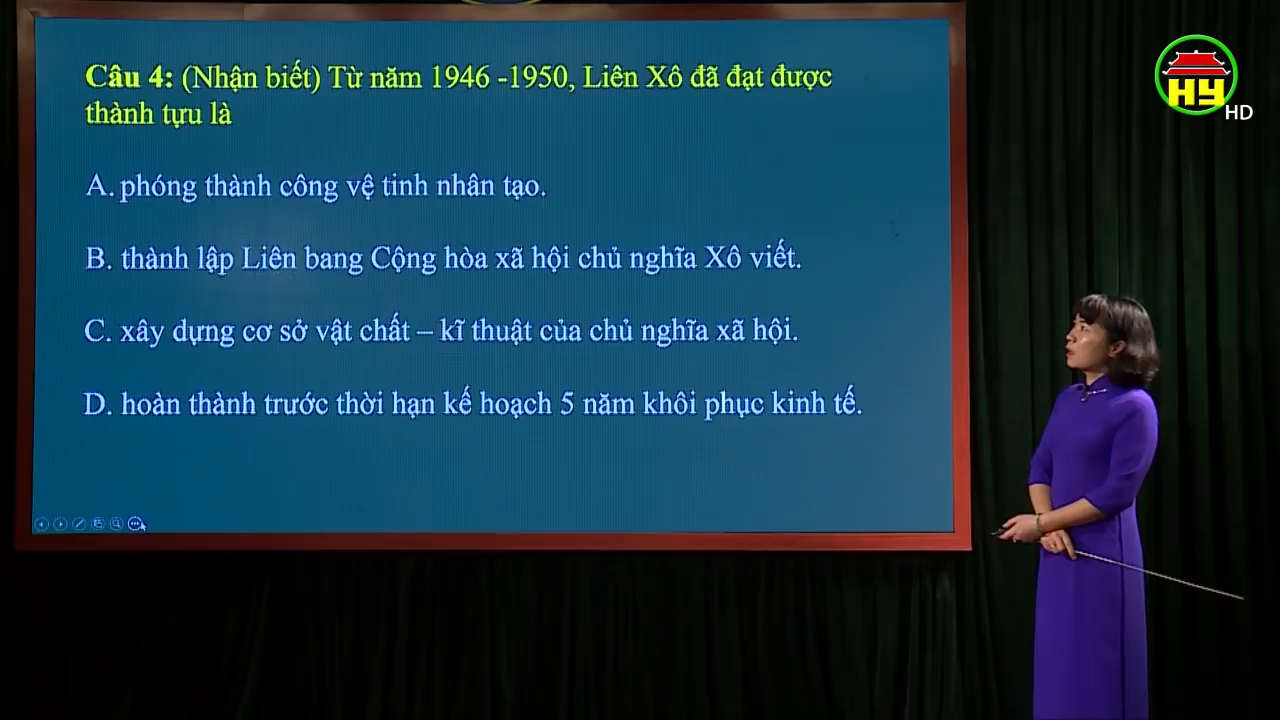 Câu 4: (Nhận biết) Từ năm 1946 -1950, Liên Xô đã đạt được
thành tựu là
A. phóng thành công vệ tinh nhân tạo.
B. thành lập Liên bang Cộng hòa xã hội chủ nghĩa Xô viết.
C. xây dựng cơ sở vật chất – kĩ thuật của chủ nghĩa xã hội.
D. hoàn thành trước thời hạn kế hoạch 5 năm khôi phục kinh tế.
HY
HD